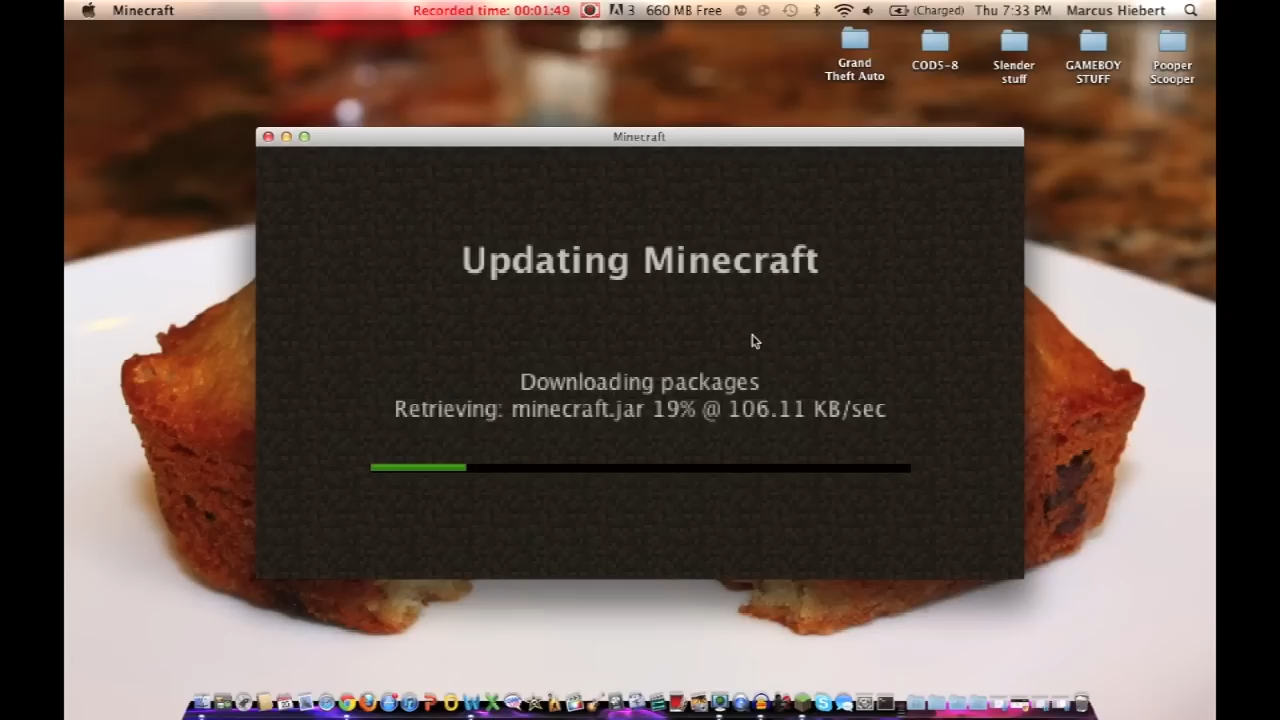 Minecraft
Recorded time: 00:01:49
3
660 MB Free
(Charged)
Thu 7:33 PM
Marcus Hiebert
Grand
Theft Auto
COD5-8
Slender
stuff
GAMEBOY
STUFF
Pooper
Scooper
Minecraft
Updating Minecraft
Downloading packages
Retrieving: minecraft.jar 19% @ 106.11 KB/sec